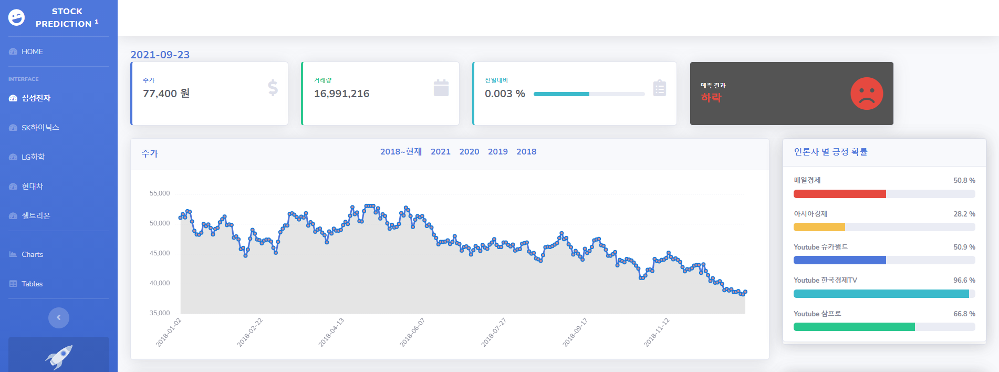 STOCK
PREDICTION 1
HOME
INTERFACE
삼성전자
SK하이닉스
LG화학
현대차
셀트리온
Charts
Tables
2021-09-23
주가
77,400 원
거래량
16,991,216
전일대비
0.003 %
예측 결과
하락
주가
2018~현재 2021 2020 2019 2018
55,000
50,000
45,000
40,000
35,000
2018-01-02
2018-02-22
2018-04-13
2018-06-07
2018-07-27
2018-09-17
2018-11-12
언론사 별 긍정 확률
매일경제 50.8 %
아시아경제 28.2 %
Youtube 슈카월드 50.9 %
Youtube 한국경제TV 96.6 %
Youtube 삼프로 66.8 %